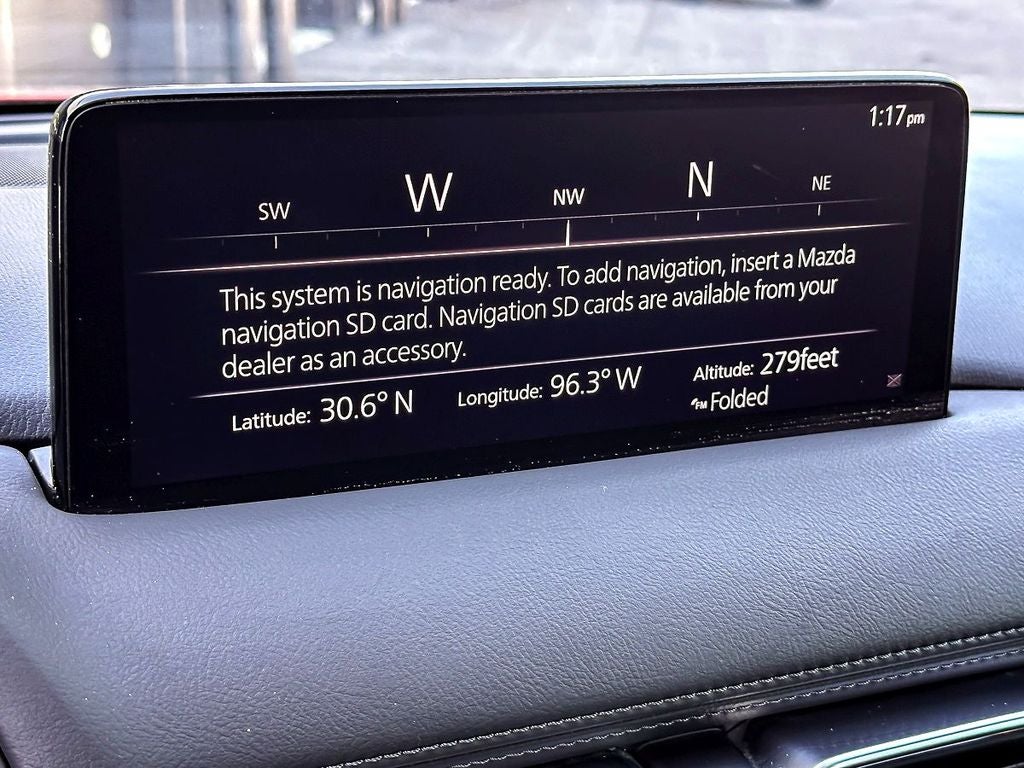 1:17pm
SW W NW N NE
This system is navigation ready. To add navigation, insert a Mazda
navigation SD card. Navigation SD cards are available from your
dealer as an accessory.
Latitude: 30.6° N Longitude: 96.3° W Altitude: 279feet
FM Folded